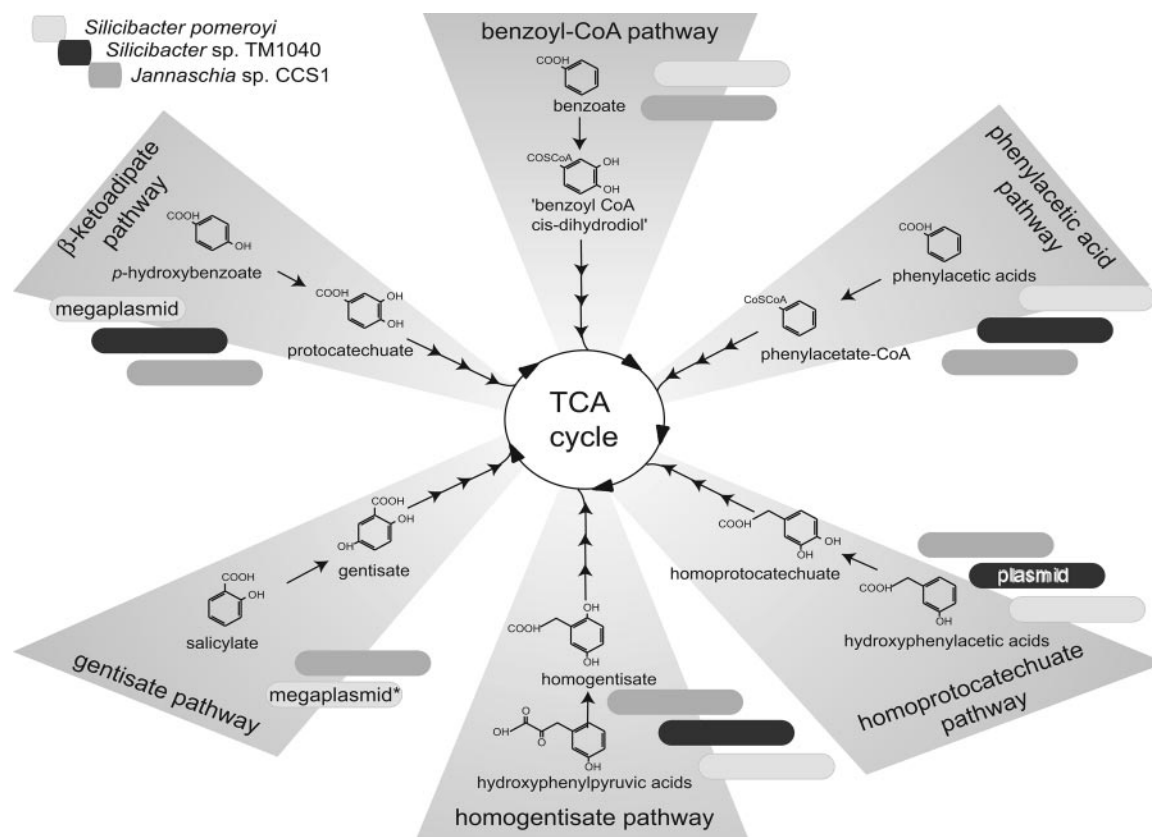 Silicibacter pomeroyi
Silicibacter sp. TM1040
Jannaschia sp. CCS1
benzoyl-CoA pathway
COOH
benzoate
COSCoA
OH
OH
'benzoyl CoA
cis-dihydrodiol'
β-ketoadipate
pathway
COOH
OH
p-hydroxybenzoate
COOH
OH
OH
protocatechuate
megaplasmid
phenylacetic acid
pathway
COOH
phenylacetic acids
CoSCoA
phenylacetate-CoA
TCA
cycle
COOH
OH
OH
gentisate
COOH
OH
salicylate
gentisate pathway
megaplasmid*
COOH
OH
OH
homogentisate
O
OH
O
OH
hydroxyphenylpyruvic acids
homogentisate pathway
COOH
OH
OH
homoprotocatechuate
plasmid
COOH
OH
hydroxyphenylacetic acids
homoprotocatechuate
pathway